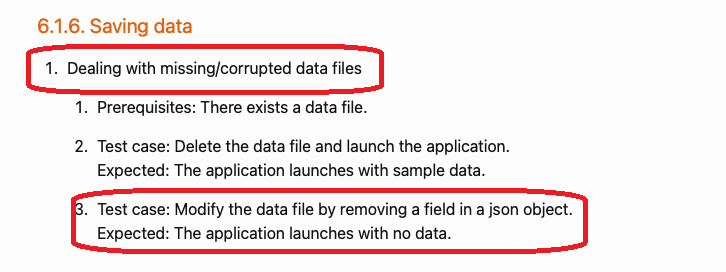 6.1.6. Saving data
1. Dealing with missing/corrupted data files
1. Prerequisites: There exists a data file.
2. Test case: Delete the data file and launch the application.
Expected: The application launches with sample data.
3. Test case: Modify the data file by removing a field in a json object.
Expected: The application launches with no data.